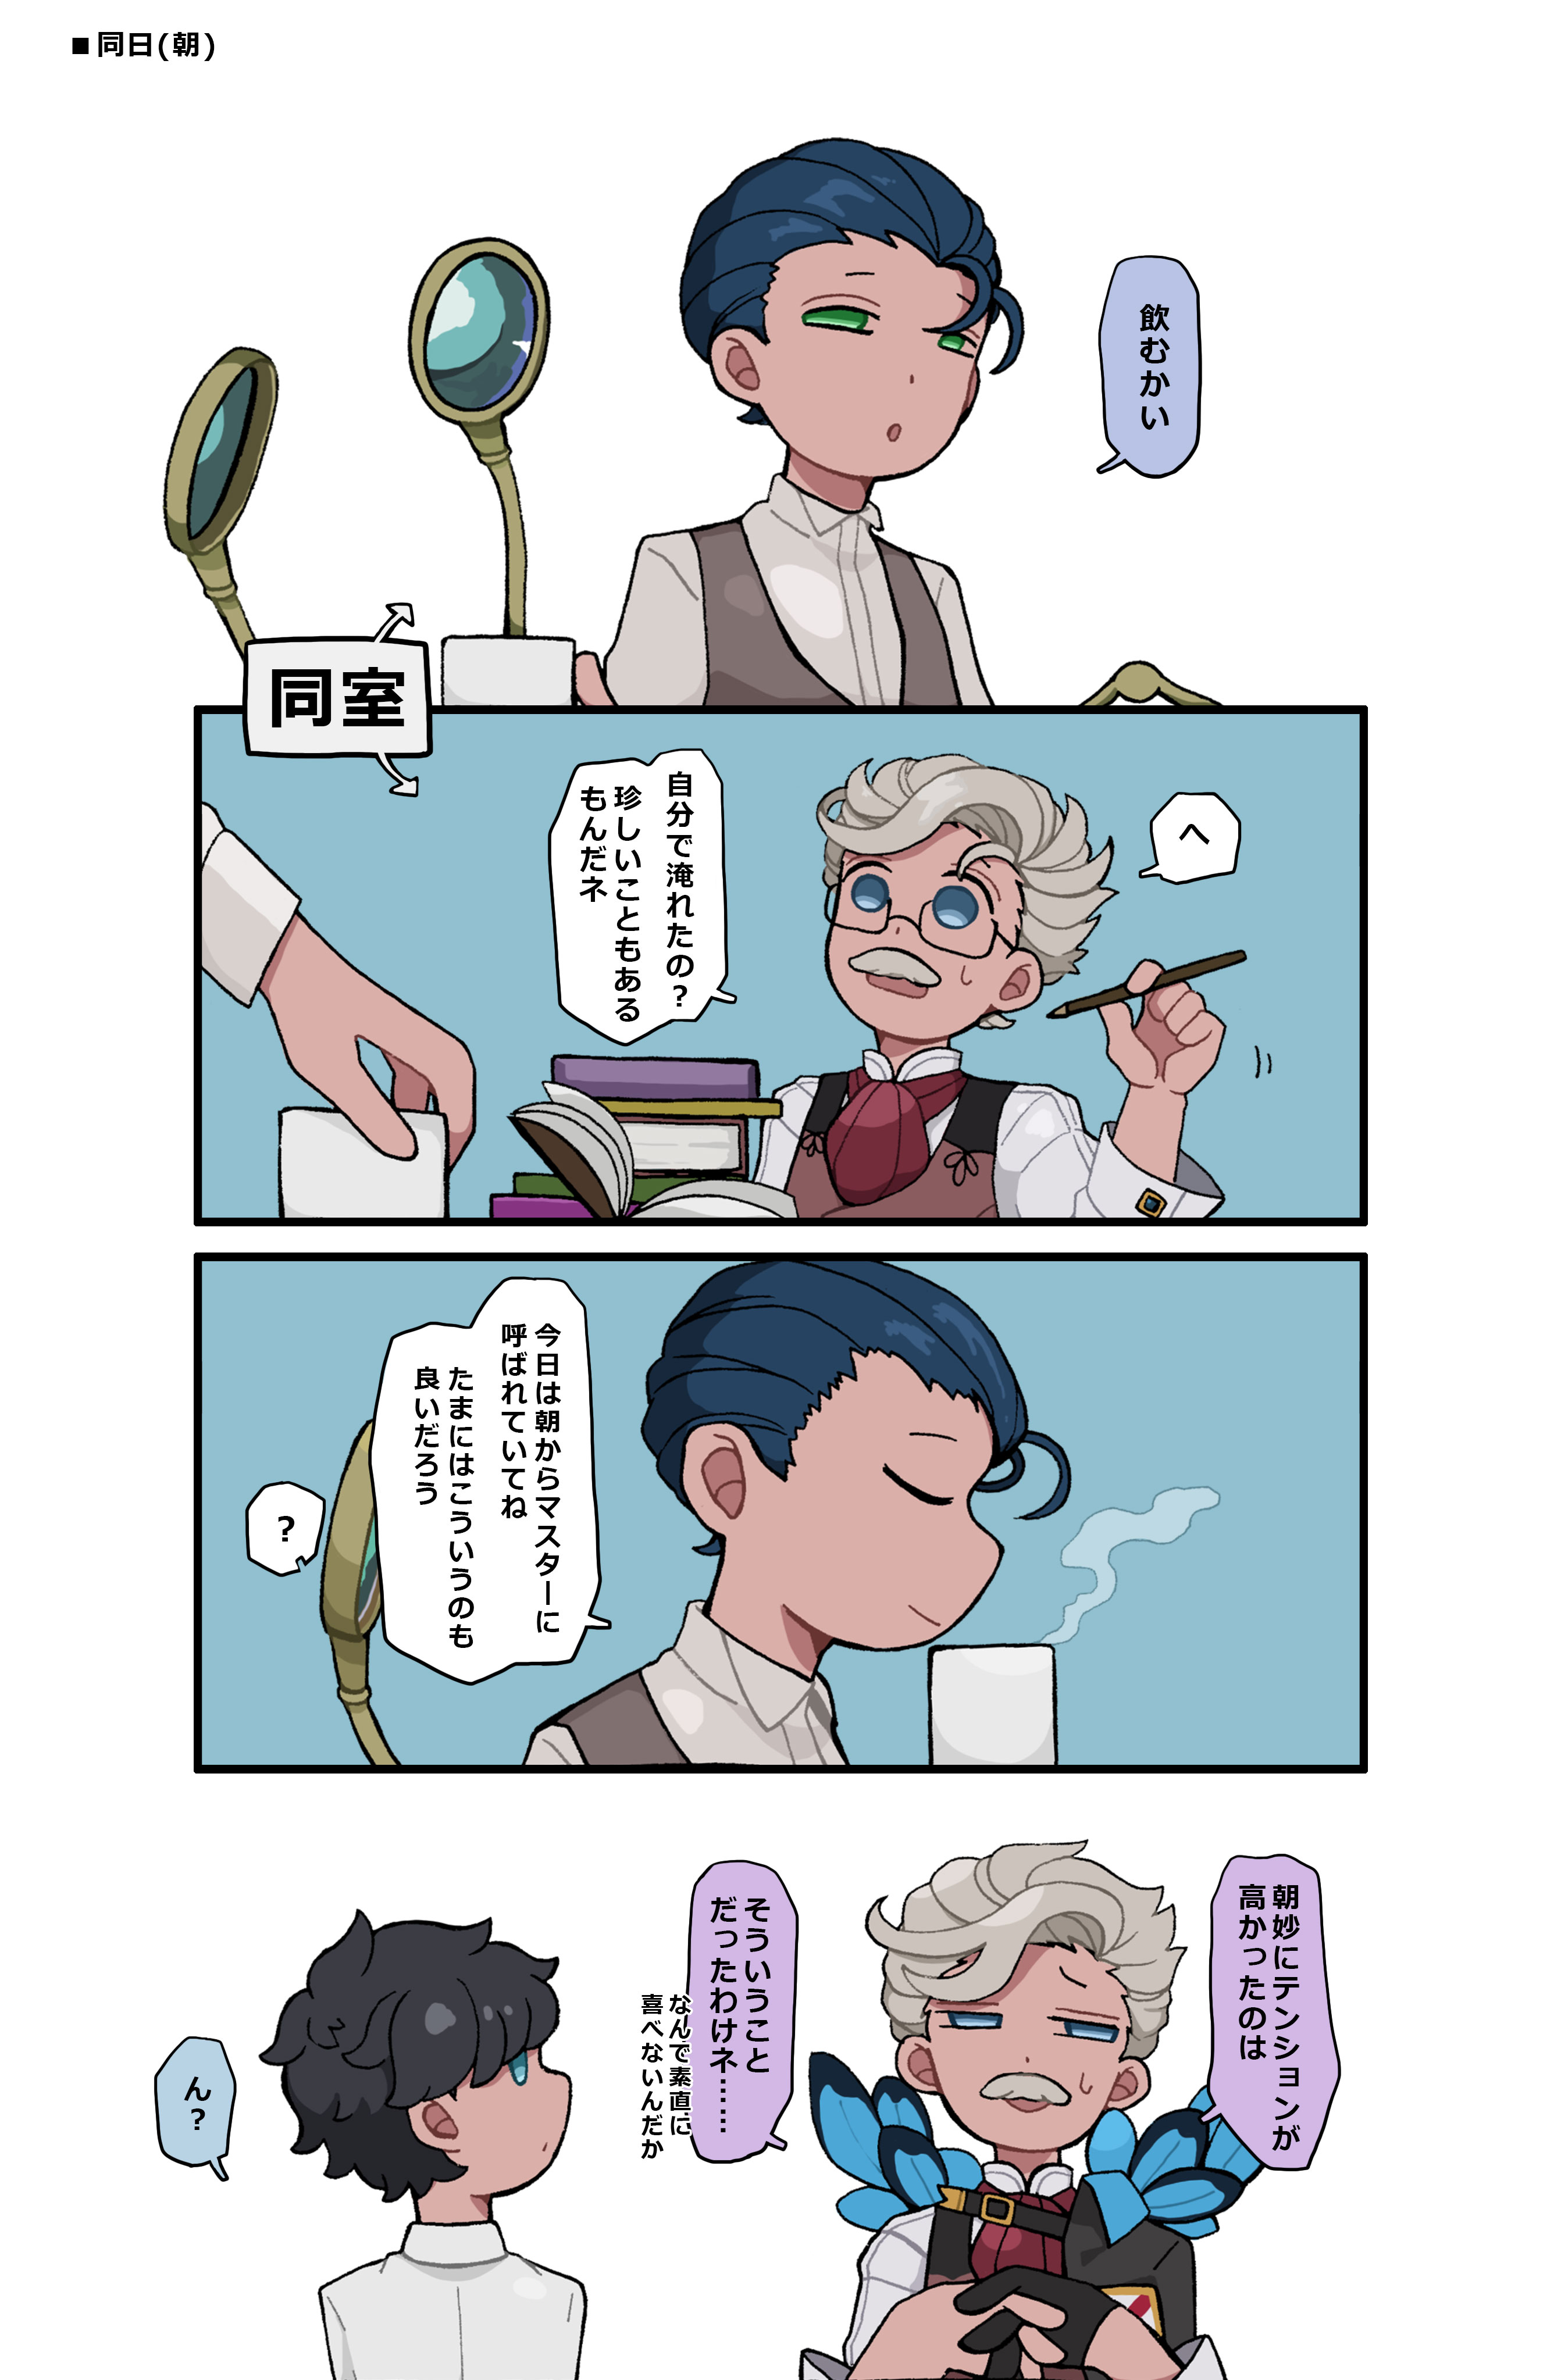 ■同日(朝)
飲むかい
同室
へ
自分で淹れたの?
珍しいこともある
もんだネ
今日は朝からマスターに
呼ばれていてね
たまにはこういうのも
良いだろう
?
朝妙にテンションが
高かったのは
そういうこと
だったわけネ……
なんで素直に
喜べないんだか
ん?